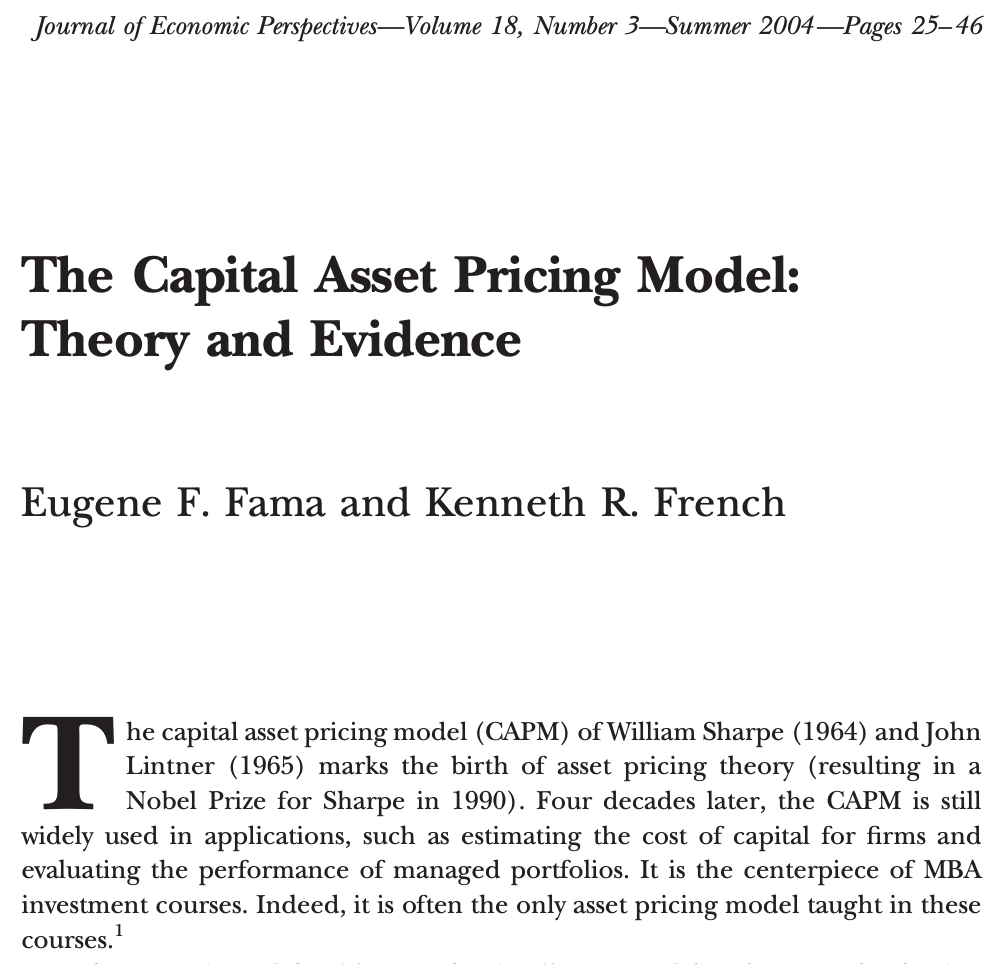 Journal of Economic Perspectives—Volume 18, Number 3—Summer 2004—Pages 25–46
The Capital Asset Pricing Model:
Theory and Evidence
Eugene F. Fama and Kenneth R. French
The capital asset pricing model (CAPM) of William Sharpe (1964) and John
Lintner (1965) marks the birth of asset pricing theory (resulting in a
Nobel Prize for Sharpe in 1990). Four decades later, the CAPM is still
widely used in applications, such as estimating the cost of capital for firms and
evaluating the performance of managed portfolios. It is the centerpiece of MBA
investment courses. Indeed, it is often the only asset pricing model taught in these
courses.1